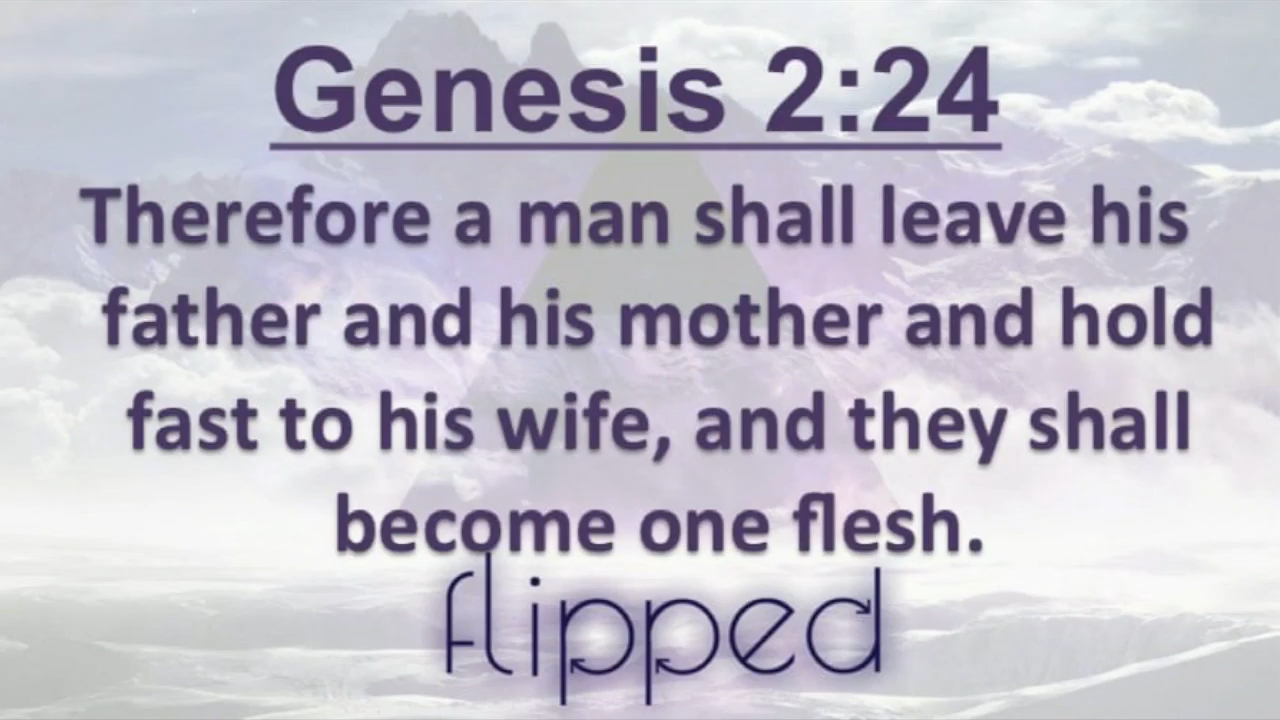 Genesis 2:24
Therefore a man shall leave his
father and his mother and hold
fast to his wife, and they shall
become one flesh.
flipped